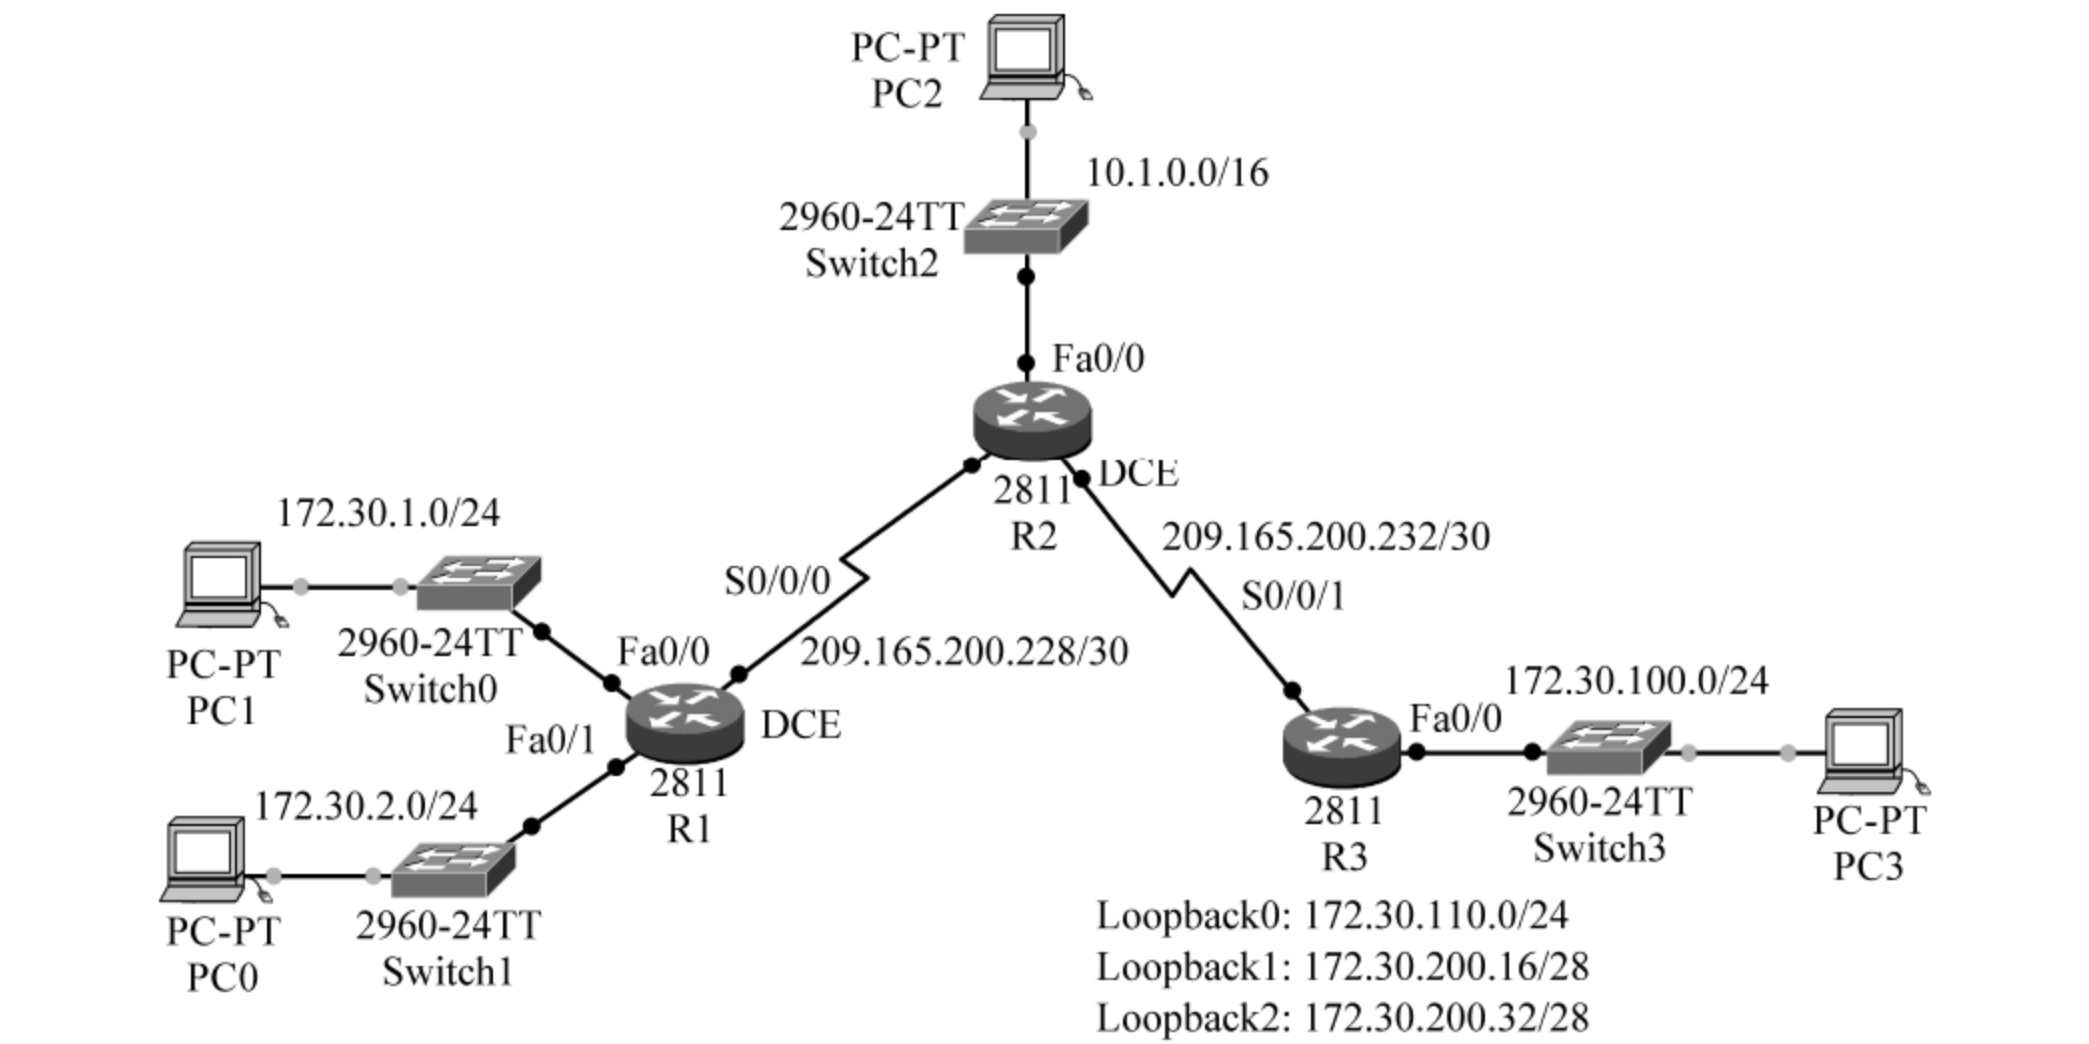 PC-PT
PC2
10.1.0.0/16
2960-24TT
Switch2
Fa0/0
DCE
2811
R2
209.165.200.232/30
S0/0/1
S0/0/0
209.165.200.228/30
172.30.1.0/24
PC-PT
PC1
2960-24TT
Switch0
Fa0/0
DCE
Fa0/1
2811
R1
172.30.2.0/24
PC-PT
PC0
2960-24TT
Switch1
172.30.100.0/24
Fa0/0
2811
R3
2960-24TT
Switch3
PC-PT
PC3
Loopback0: 172.30.110.0/24
Loopback1: 172.30.200.16/28
Loopback2: 172.30.200.32/28